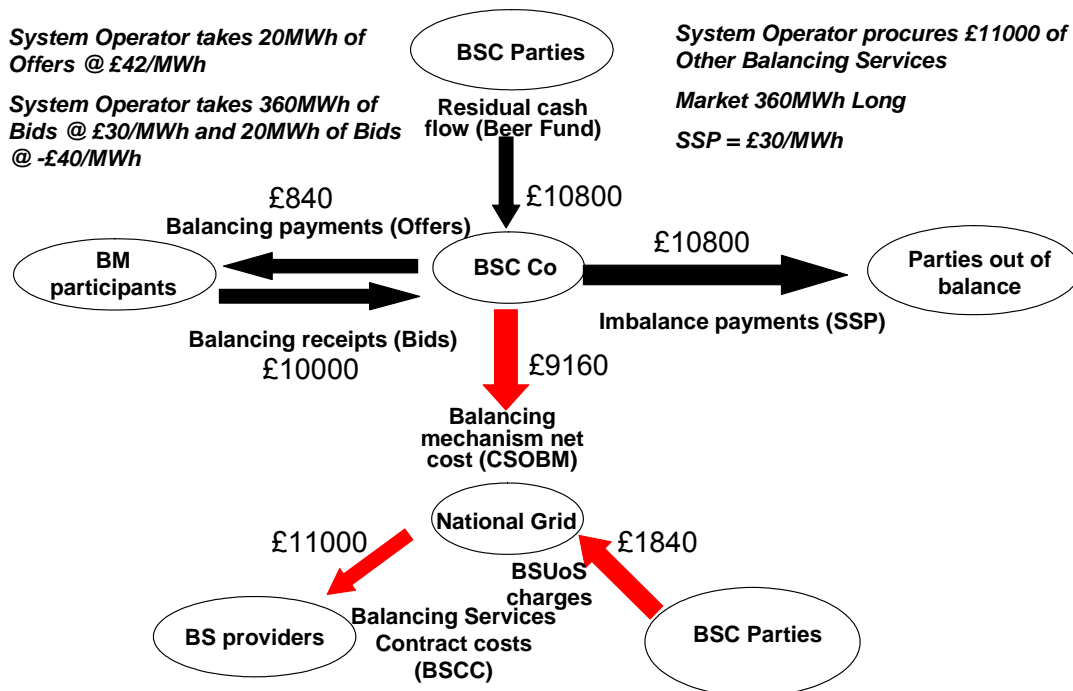 System Operator takes 20MWh of
Offers @ £42/MWh
System Operator takes 360MWh of
Bids @ £30/MWh and 20MWh of Bids
@ -£40/MWh
BSC Parties
System Operator procures £11000 of
Other Balancing Services
Market 360MWh Long
SSP = £30/MWh
Residual cash
flow (Beer Fund)
£10800
£840
Balancing payments (Offers)
£10800
BM
participants
BSC Co
Parties out of
balance
Imbalance payments (SSP)
Balancing receipts (Bids)
£10000
£9160
Balancing
mechanism net
cost (CSOBM)
National Grid
£11000
£1840
BSUoS
charges
BS providers
Balancing Services
Contract costs
(BSCC)
BSC Parties